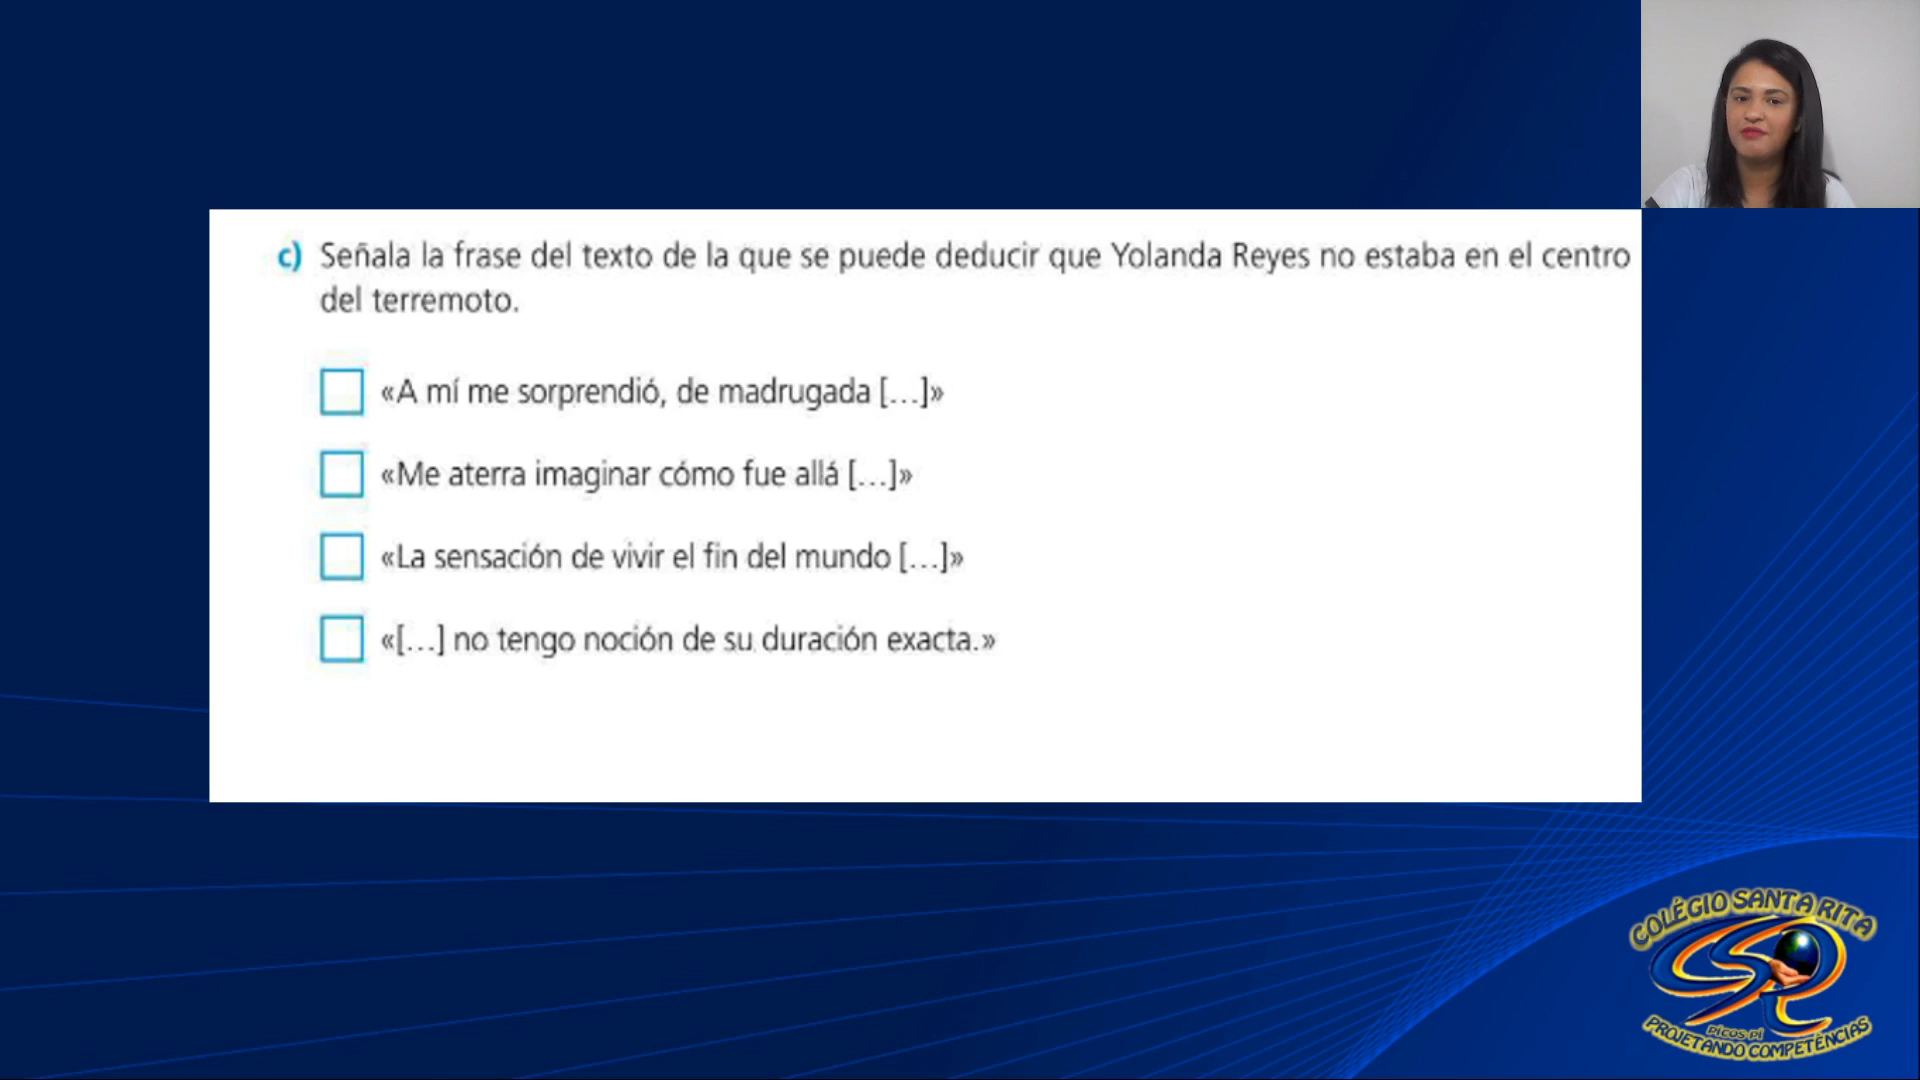 c) Señala la frase del texto de la que se puede deducir que Yolanda Reyes no estaba en el centro
del terremoto.
«A mí me sorprendió, de madrugada [...]»
«Me aterra imaginar cómo fue allá [...]»
«La sensación de vivir el fin del mundo [...]»
«[...] no tengo noción de su duración exacta.»
COLÉGIO SANTA RITA
PICOS-PI
PROJETANDO COMPETÊNCIAS